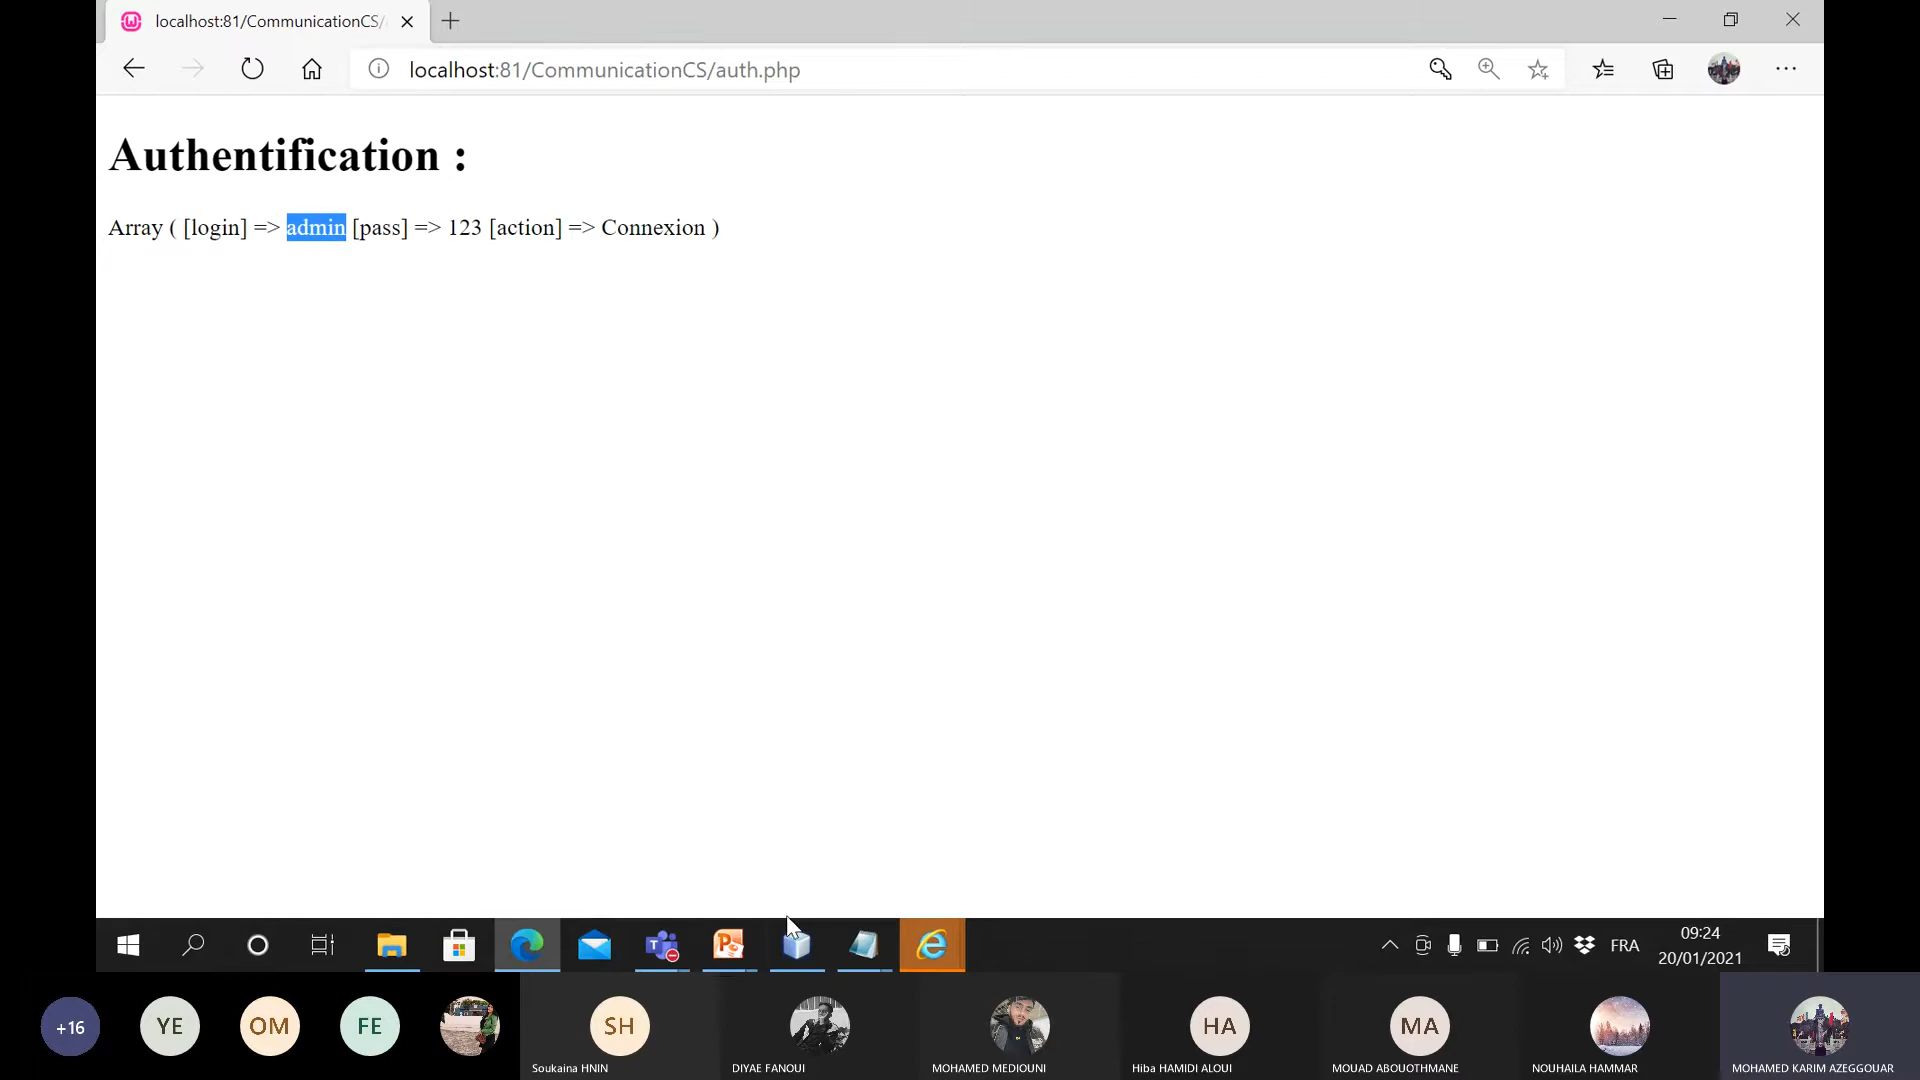 localhost:81/CommunicationCS/
localhost:81/CommunicationCS/auth.php
Authentification :
Array ( [login] => admin [pass] => 123 [action] => Connexion )
FRA
09:24
20/01/2021
+16
YE
OM
FE
SH
HA
MA
Soukaina HNIN
DIYAE FANOUI
MOHAMED MEDIOUNI
Hiba HAMIDI ALOUI
MOUAD ABOUOTHMANE
NOUHAILA HAMMAR
MOHAMED KARIM AZEGGOUAR